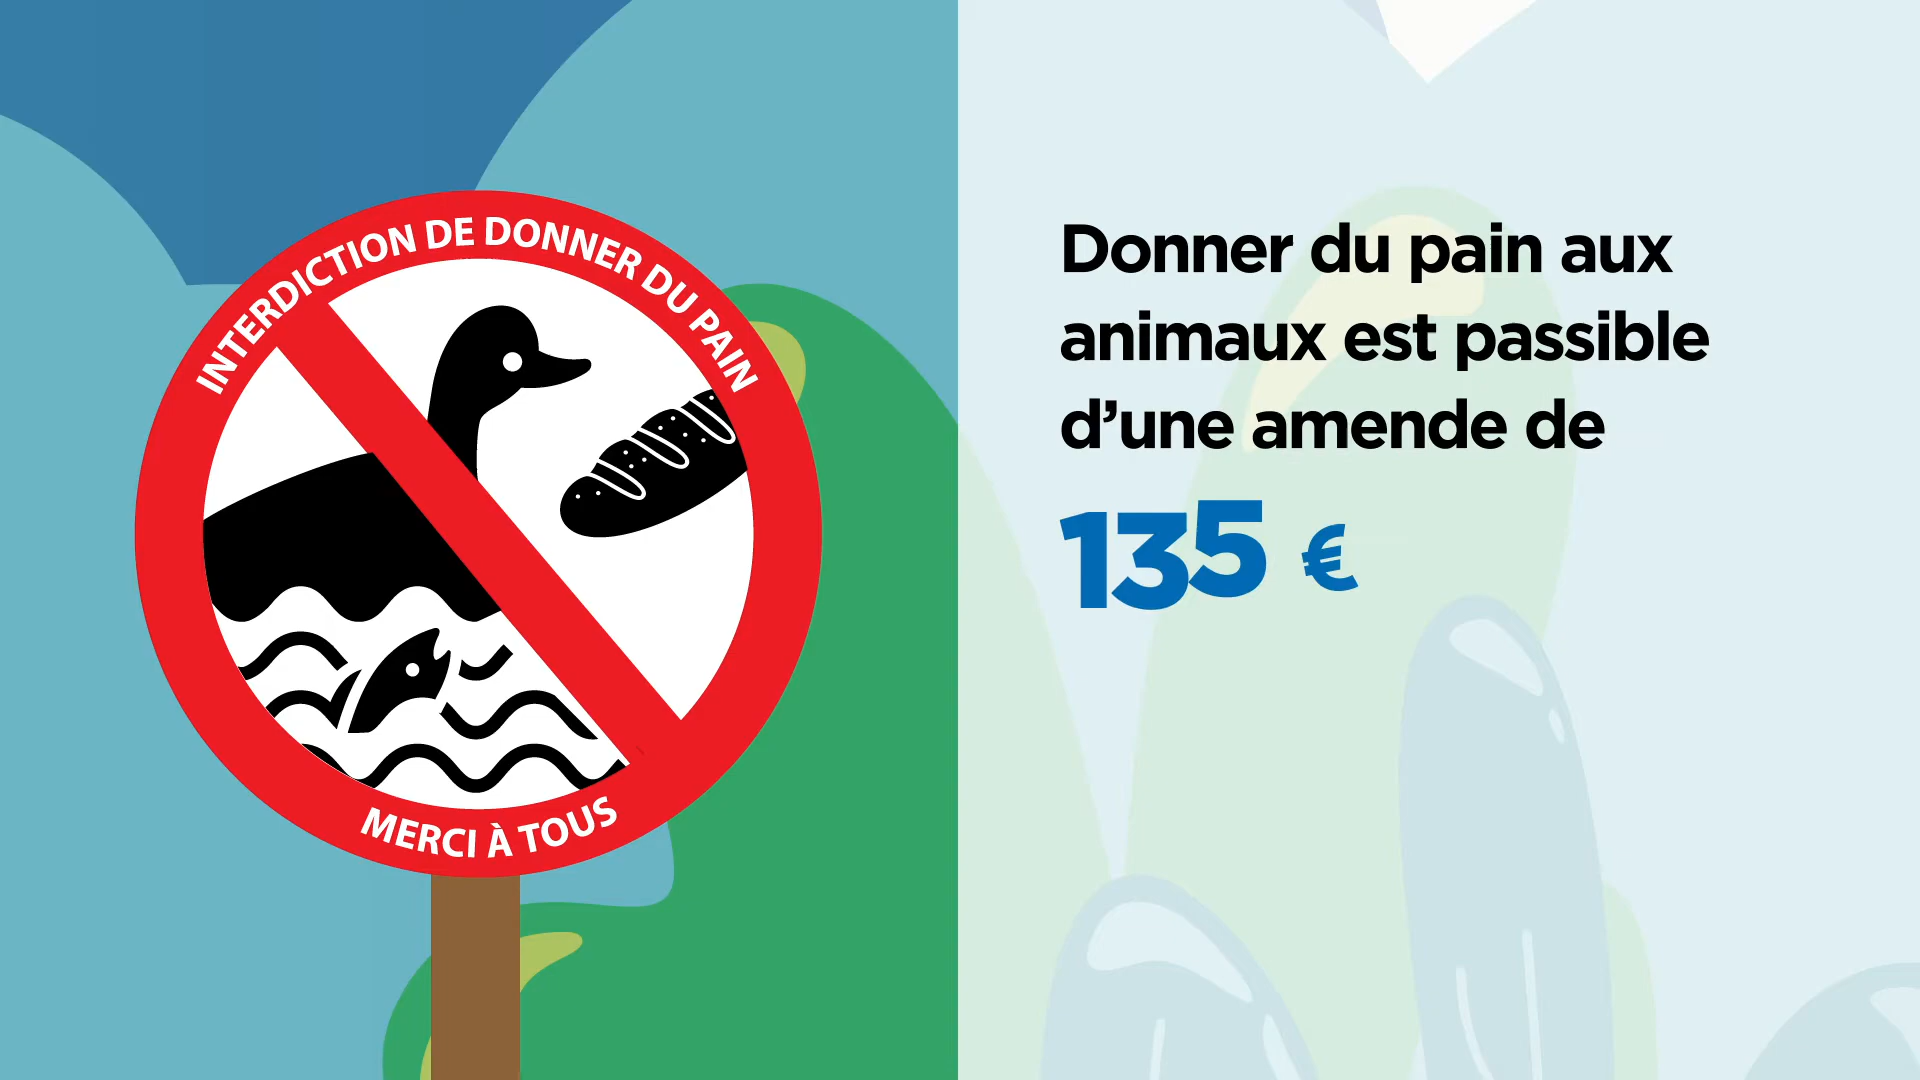 INTERDICTION DE DONNER DU PAIN
MERCI À TOUS
Donner du pain aux
animaux est passible
d’une amende de
135 €